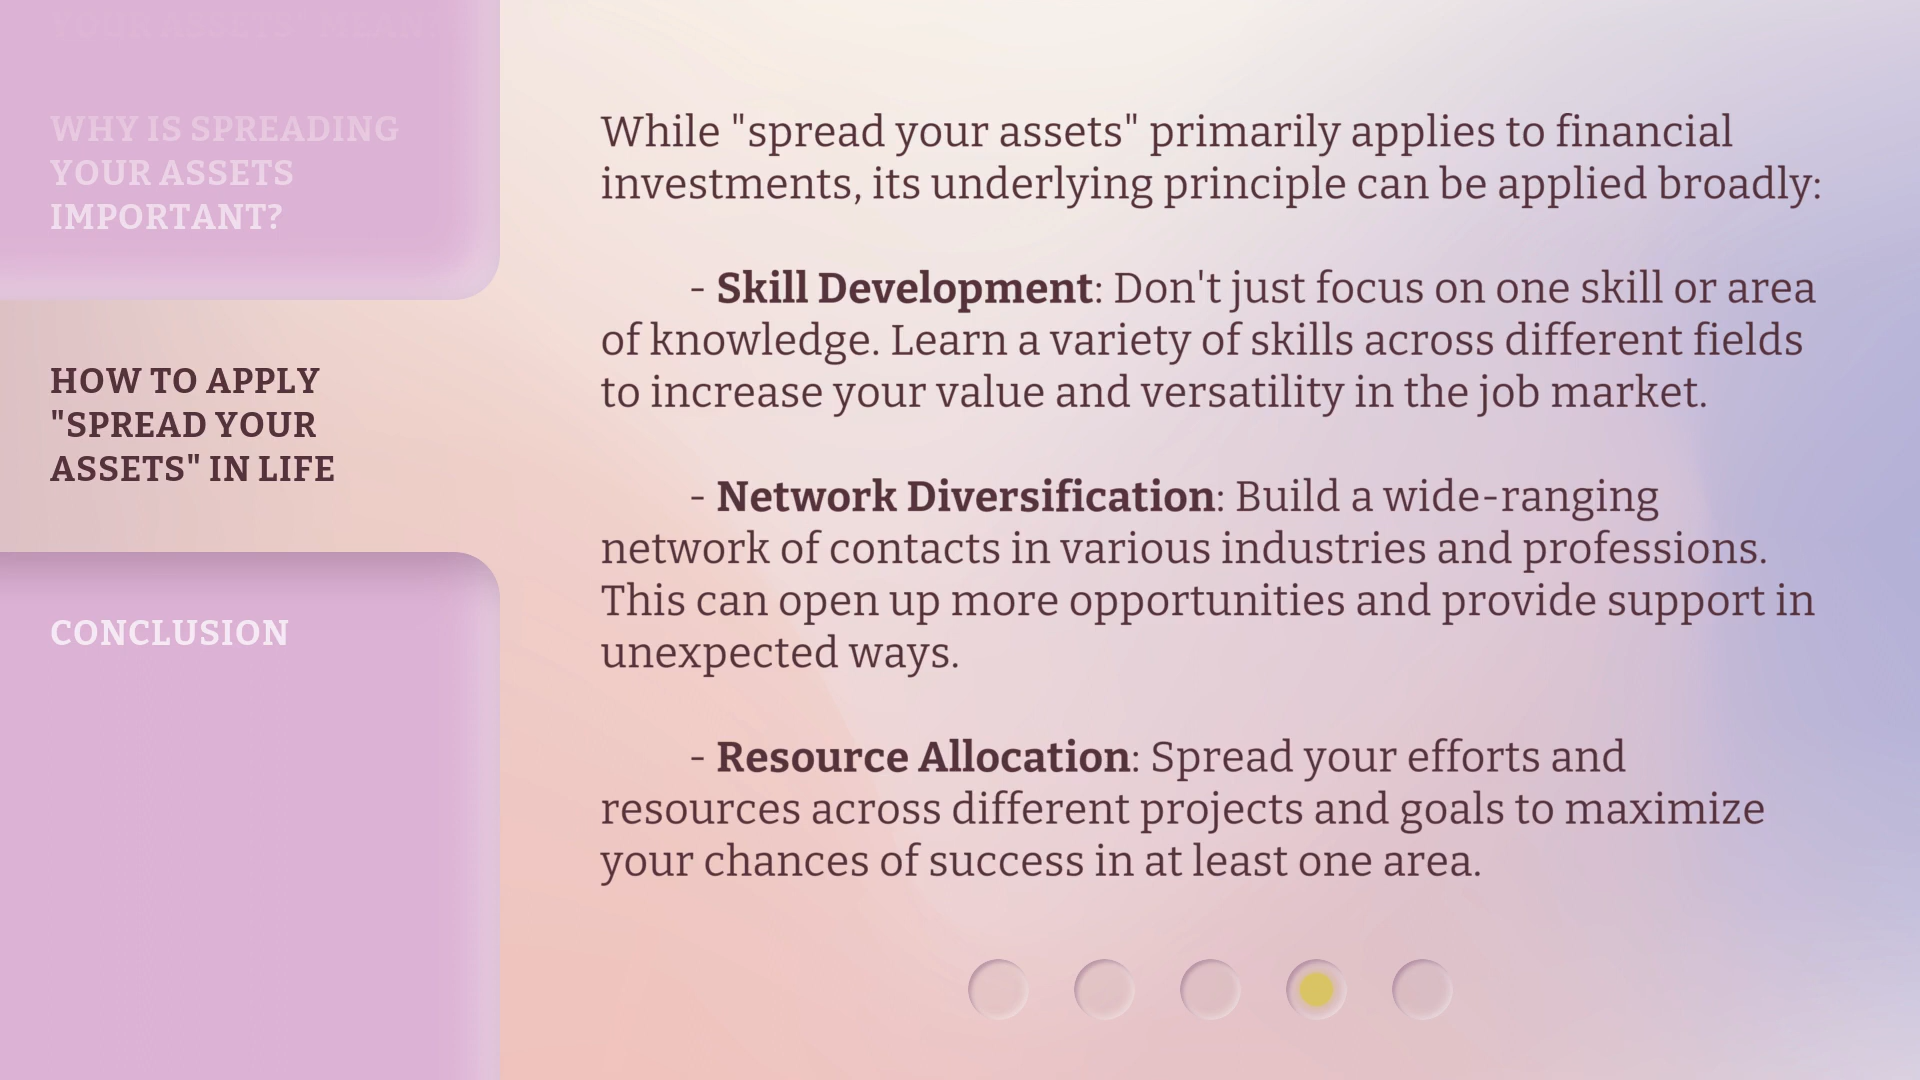 YOUR ASSETS" MEAN?
WHY IS SPREADING
YOUR ASSETS
IMPORTANT?
HOW TO APPLY
"SPREAD YOUR
ASSETS" IN LIFE
CONCLUSION
While "spread your assets" primarily applies to financial
investments, its underlying principle can be applied broadly:
- Skill Development: Don't just focus on one skill or area
of knowledge. Learn a variety of skills across different fields
to increase your value and versatility in the job market.
- Network Diversification: Build a wide-ranging
network of contacts in various industries and professions.
This can open up more opportunities and provide support in
unexpected ways.
- Resource Allocation: Spread your efforts and
resources across different projects and goals to maximize
your chances of success in at least one area.